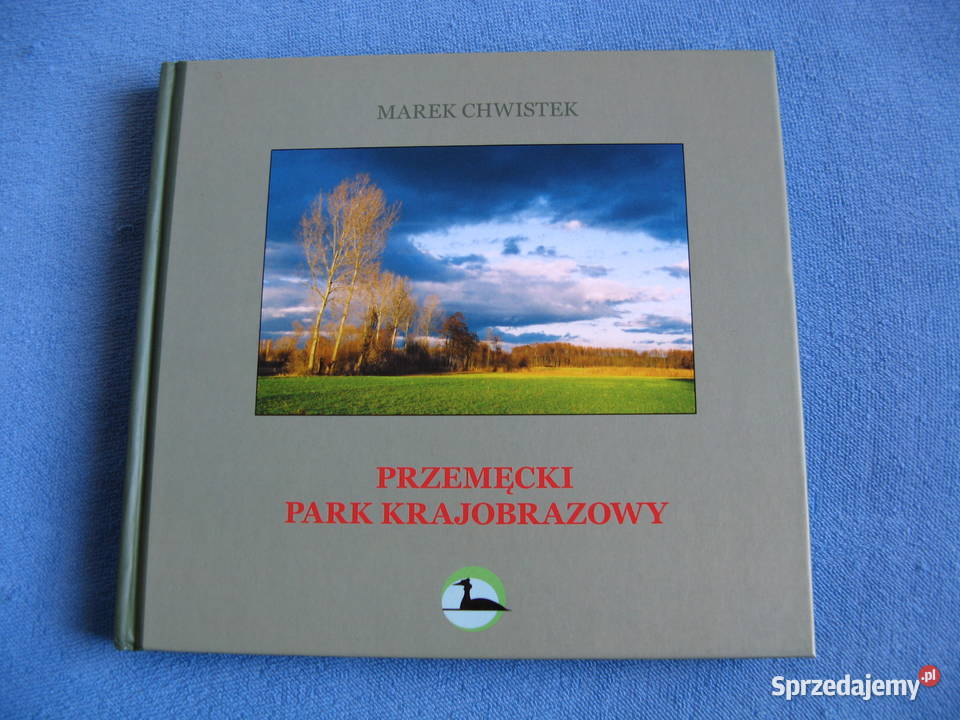 MAREK CHWISTEK
PRZEMĘCKI
PARK KRAJOBRAZOWY
Sprzedajemy.pl